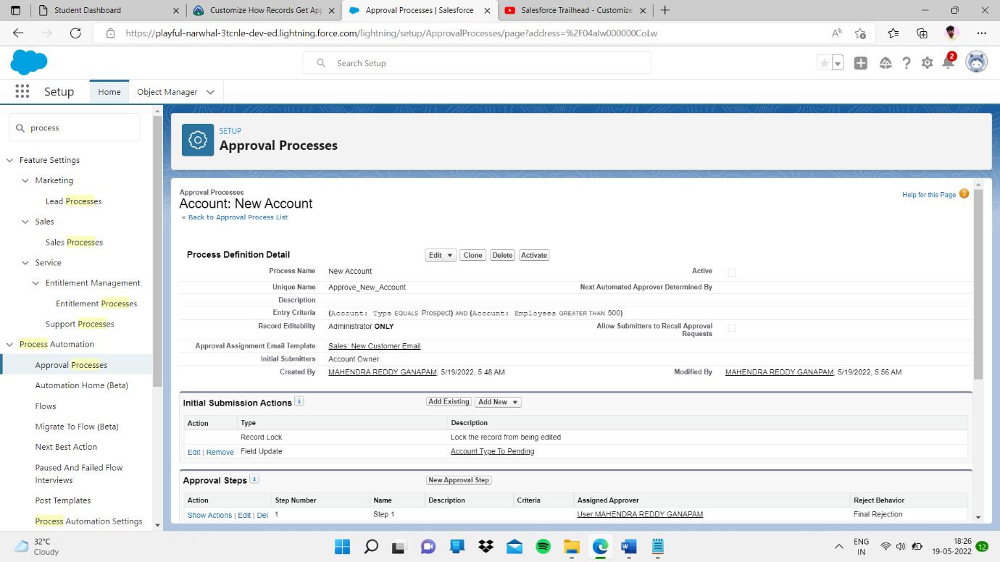 Student Dashboard
Customize How Records Get App
Approval Processes | Salesforce
Salesforce Trailhead - Customize
https://playful-narwhal-3tcnle-dev-ed.lightning.force.com/lightning/setup/ApprovalProcesses/page?address=%2F04aIw000000CoLw
Search Setup
2
Setup
Home
Object Manager
process
Feature Settings
Marketing
Lead Processes
Sales
Sales Processes
Service
Entitlement Management
Entitlement Processes
Support Processes
Process Automation
Approval Processes
Automation Home (Beta)
Flows
Migrate To Flow (Beta)
Next Best Action
Paused And Failed Flow
Interviews
Post Templates
Process Automation Settings
SETUP
Approval Processes
Approval Processes
Account: New Account
« Back to Approval Process List
Help for this Page ?
Process Definition Detail Edit Clone Delete Activate
Process Name New Account Active
Unique Name Approve_New_Account Next Automated Approver Determined By
Description
Entry Criteria (Account: Type EQUALS Prospect) AND (Account: Employees GREATER THAN 500)
Record Editability Administrator ONLY Allow Submitters to Recall Approval
Requests
Approval Assignment Email Template Sales: New Customer Email
Initial Submitters Account Owner
Created By MAHENDRA REDDY GANAPAM, 5/19/2022, 5:48 AM Modified By MAHENDRA REDDY GANAPAM, 5/19/2022, 5:56 AM
Initial Submission Actions i Add Existing Add New
Action Type Description
Record Lock Lock the record from being edited
Edit | Remove Field Update Account Type To Pending
Approval Steps i New Approval Step
Action Step Number Name Description Criteria Assigned Approver Reject Behavior
Show Actions | Edit | Del 1 Step 1 User:MAHENDRA REDDY GANAPAM Final Rejection
32°C
Cloudy
ENG
IN
18:26
19-05-2022
12